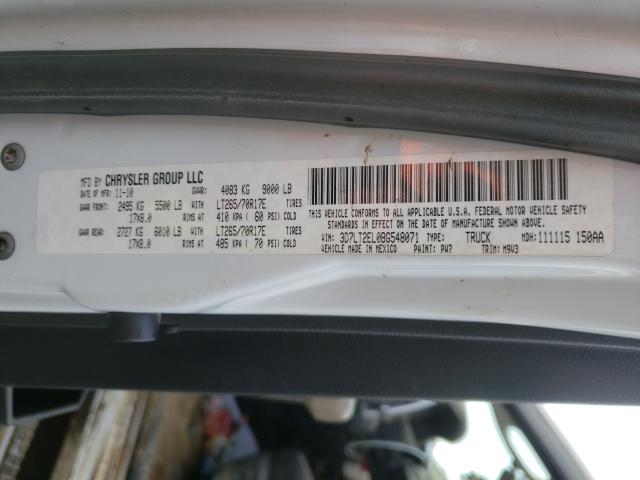 MFD BY CHRYSLER GROUP LLC
DATE OF MFR: 11-10 GVWR: 4083 KG 9000 LB
GAWR FRONT: 2495 KG 5500 LB WITH LT265/70R17E TIRES
17X8.0 RIMS AT 410 KPA ( 60 PSI) COLD
GAWR REAR: 2727 KG 6010 LB WITH LT265/70R17E TIRES
17X8.0 RIMS AT 485 KPA ( 70 PSI) COLD
THIS VEHICLE CONFORMS TO ALL APPLICABLE U.S.A. FEDERAL MOTOR VEHICLE SAFETY
STANDARDS IN EFFECT ON THE DATE OF MANUFACTURE SHOWN ABOVE.
VIN: 3D7LT2EL0BG548071 TYPE: TRUCK MDH: 111115 150AA
VEHICLE MADE IN MEXICO PAINT: PW7 TRIM: M9V3